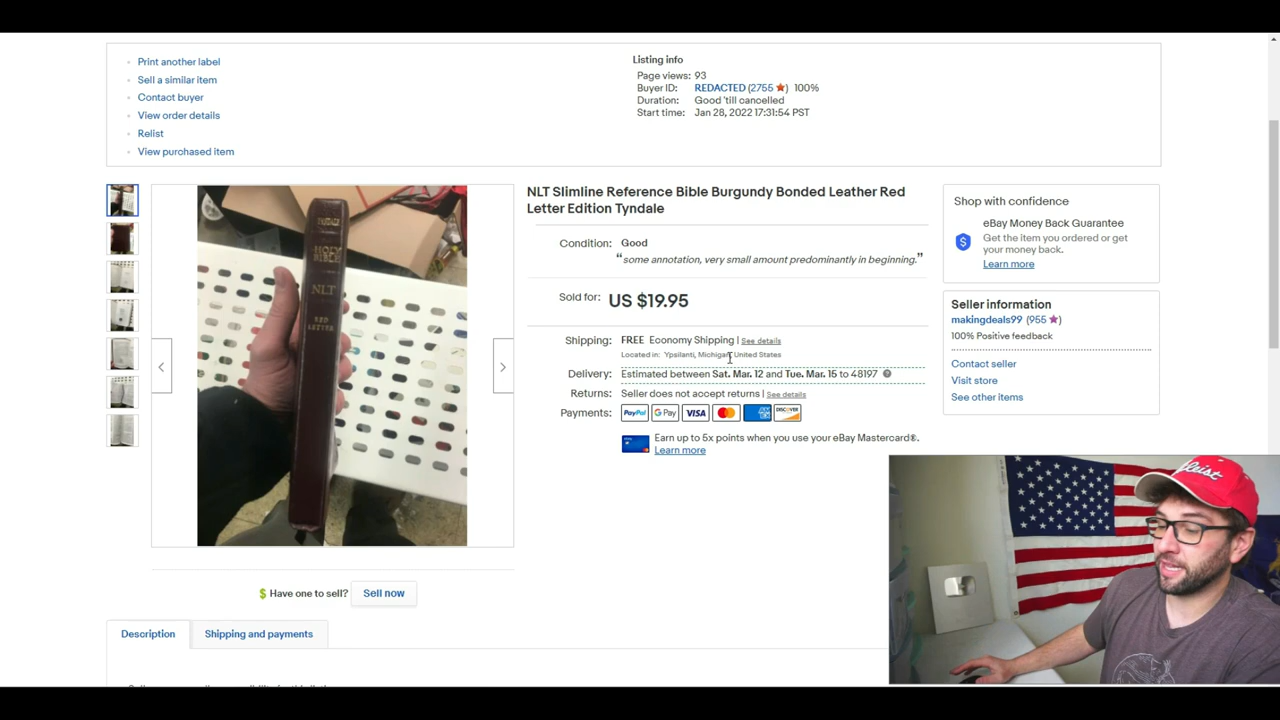 Print another label
Sell a similar item
Contact buyer
View order details
Relist
View purchased item
Listing info
Page views: 93
Buyer ID: REDACTED (2755 ) 100%
Duration: Good 'till cancelled
Start time: Jan 28, 2022 17:31:54 PST
HOLY
BIBLE
NLT
RED
LETTER
NLT Slimline Reference Bible Burgundy Bonded Leather Red
Letter Edition Tyndale
Condition: Good
“some annotation, very small amount predominantly in beginning.”
Sold for: US $19.95
Shipping: FREE Economy Shipping | See details
Located in: Ypsilanti, Michigan, United States
Delivery: Estimated between Sat. Mar. 12 and Tue. Mar. 15 to 48197
Returns: Seller does not accept returns | See details
Payments: PayPal G Pay VISA DISCOVER
Earn up to 5x points when you use your eBay Mastercard®.
Learn more
Shop with confidence
eBay Money Back Guarantee
Get the item you ordered or get
your money back.
Learn more
Seller information
makingdeals99 (955 )
100% Positive feedback
Contact seller
Visit store
See other items
$ Have one to sell? Sell now
Description
Shipping and payments
Titleist